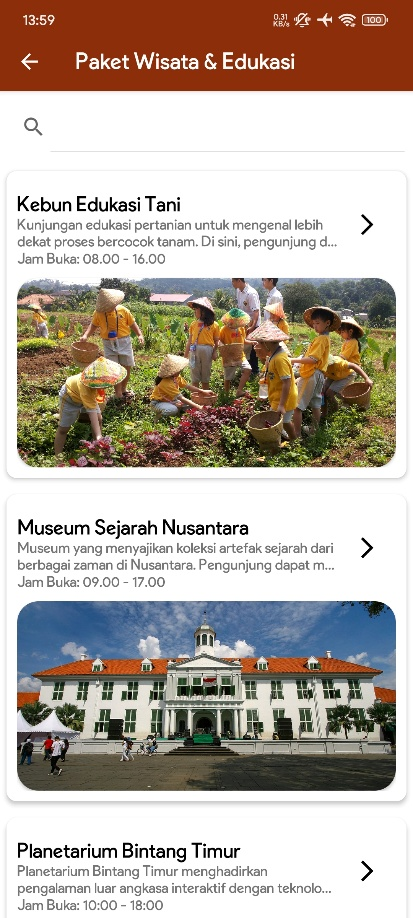 13:59
0.31
KB/s
100
Paket Wisata & Edukasi
Kebun Edukasi Tani
Kunjungan edukasi pertanian untuk mengenal lebih
dekat proses bercocok tanam. Di sini, pengunjung d...
Jam Buka: 08.00 - 16.00
Museum Sejarah Nusantara
Museum yang menyajikan koleksi artefak sejarah dari
berbagai zaman di Nusantara. Pengunjung dapat m...
Jam Buka: 09.00 - 17.00
Planetarium Bintang Timur
Planetarium Bintang Timur menghadirkan
pengalaman luar angkasa interaktif dengan teknolo...
Jam Buka: 10:00 - 18:00